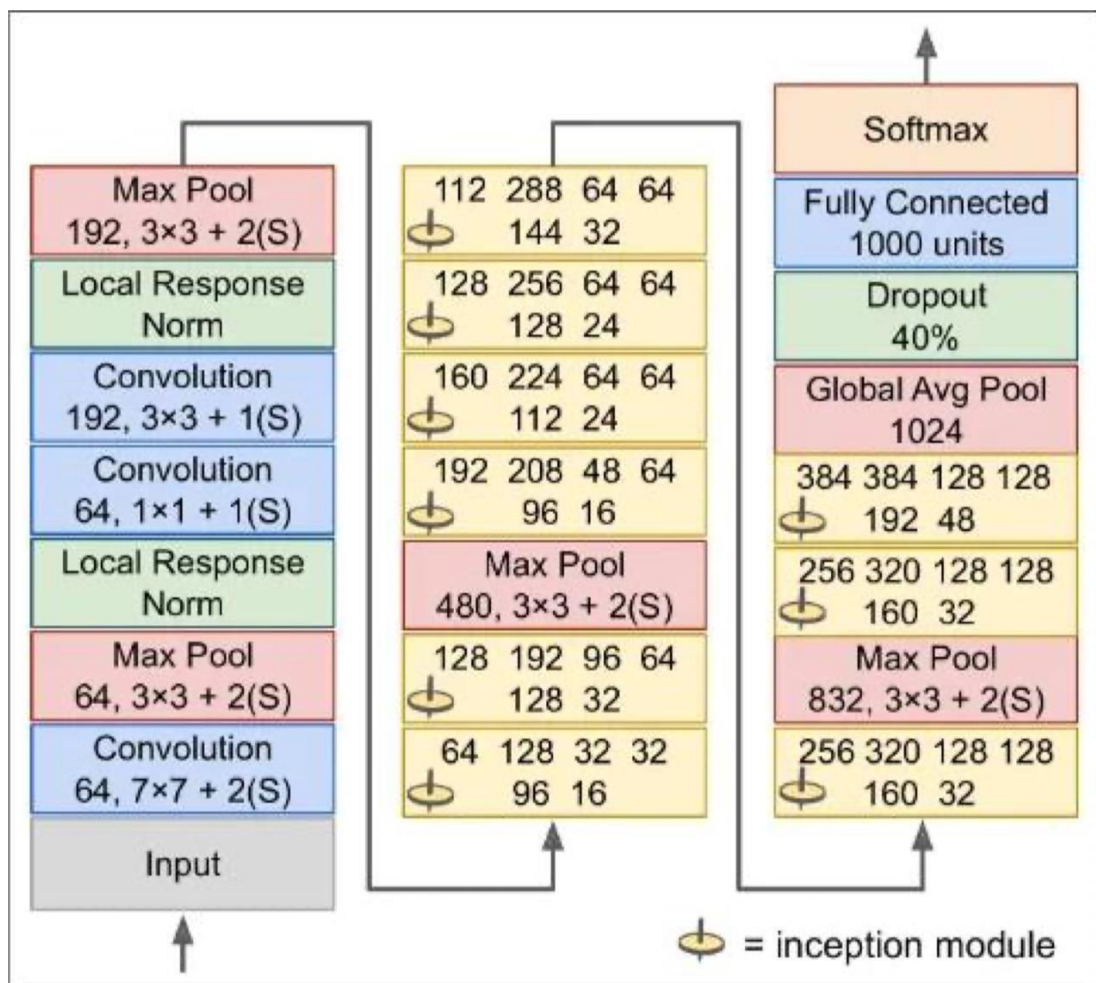 Max Pool
192, 3×3 + 2(S)
Local Response
Norm
Convolution
192, 3×3 + 1(S)
Convolution
64, 1×1 + 1(S)
Local Response
Norm
Max Pool
64, 3×3 + 2(S)
Convolution
64, 7×7 + 2(S)
Input
112 288 64 64
144 32
128 256 64 64
128 24
160 224 64 64
112 24
192 208 48 64
96 16
Max Pool
480, 3×3 + 2(S)
128 192 96 64
128 32
64 128 32 32
96 16
Softmax
Fully Connected
1000 units
Dropout
40%
Global Avg Pool
1024
384 384 128 128
192 48
256 320 128 128
160 32
Max Pool
832, 3×3 + 2(S)
256 320 128 128
160 32
= inception module